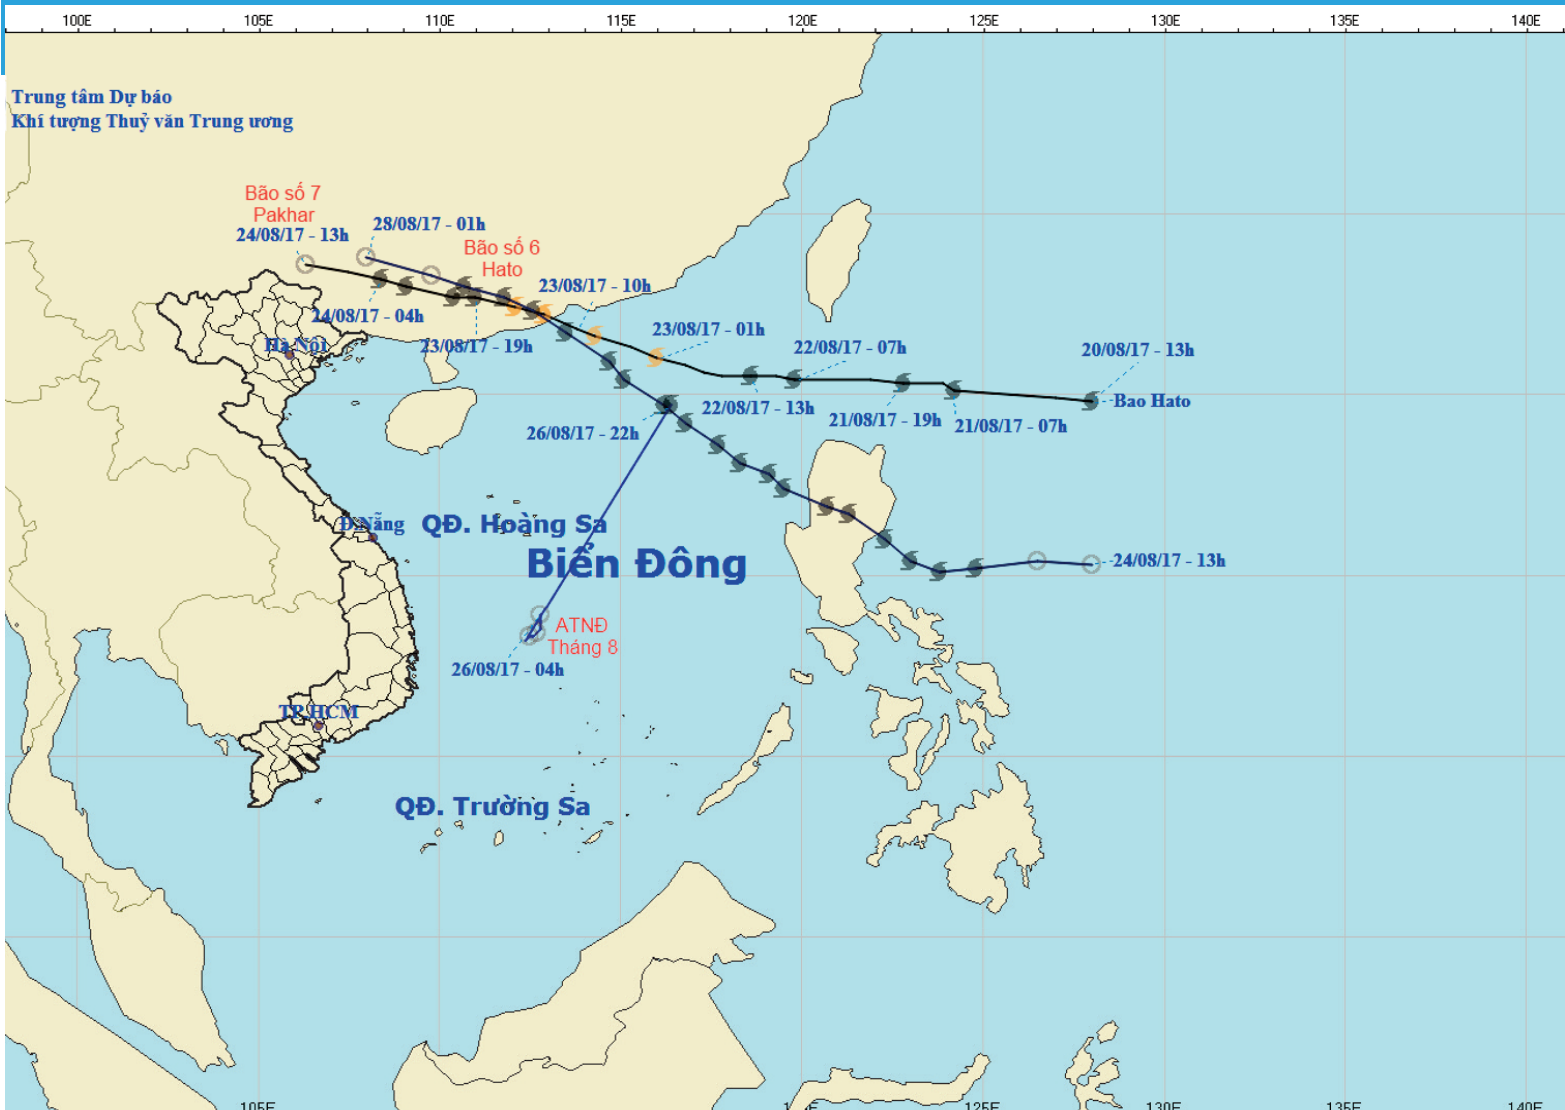 100E 105E 110E 115E 120E 125E 130E 135E 140E
Trung tâm Dự báo
Khí tượng Thuỷ văn Trung ương
Bão số 7
Pakhar
24/08/17 - 13h
28/08/17 - 01h
Bão số 6
Hato
23/08/17 - 10h
24/08/17 - 04h
23/08/17 - 01h
Hà Nôi
23/08/17 - 19h
22/08/17 - 07h
20/08/17 - 13h
22/08/17 - 13h
Bao Hato
21/08/17 - 19h
21/08/17 - 07h
26/08/17 - 22h
Đ.Nẵng
QĐ. Hoàng Sa
Biển Đông
24/08/17 - 13h
ATNĐ
Tháng 8
26/08/17 - 04h
TP.HCM
QĐ. Trường Sa
105E 115E 120E 125E 130E 135E 140E